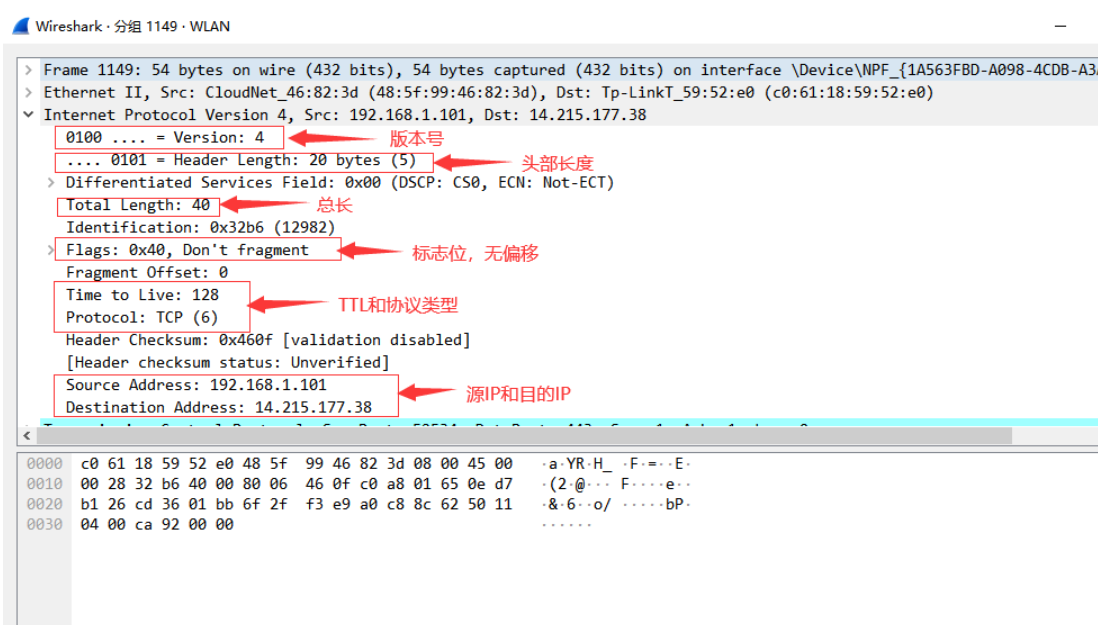 Wireshark · 分组 1149 · WLAN
Frame 1149: 54 bytes on wire (432 bits), 54 bytes captured (432 bits) on interface \Device\NPF_{1A563FBD-A098-4CDB-A3
Ethernet II, Src: CloudNet_46:82:3d (48:5f:99:46:82:3d), Dst: Tp-LinkT_59:52:e0 (c0:61:18:59:52:e0)
Internet Protocol Version 4, Src: 192.168.1.101, Dst: 14.215.177.38
0100 .... = Version: 4 版本号
.... 0101 = Header Length: 20 bytes (5) 头部长度
Differentiated Services Field: 0x00 (DSCP: CS0, ECN: Not-ECT)
Total Length: 40 总长
Identification: 0x32b6 (12982)
Flags: 0x40, Don't fragment 标志位，无偏移
Fragment Offset: 0
Time to Live: 128 TTL和协议类型
Protocol: TCP (6)
Header Checksum: 0x460f [validation disabled]
[Header checksum status: Unverified]
Source Address: 192.168.1.101 源IP和目的IP
Destination Address: 14.215.177.38
0000 c0 61 18 59 52 e0 48 5f 99 46 82 3d 08 00 45 00 ·a·YR·H_ ·F·=··E·
0010 00 28 32 b6 40 00 80 06 46 0f c0 a8 01 65 0e d7 ·(2·@··· F····e··
0020 b1 26 cd 36 01 bb 6f 2f f3 e9 a0 c8 8c 62 50 11 ·&·6··o/ ·····bP·
0030 04 00 ca 92 00 00 ······